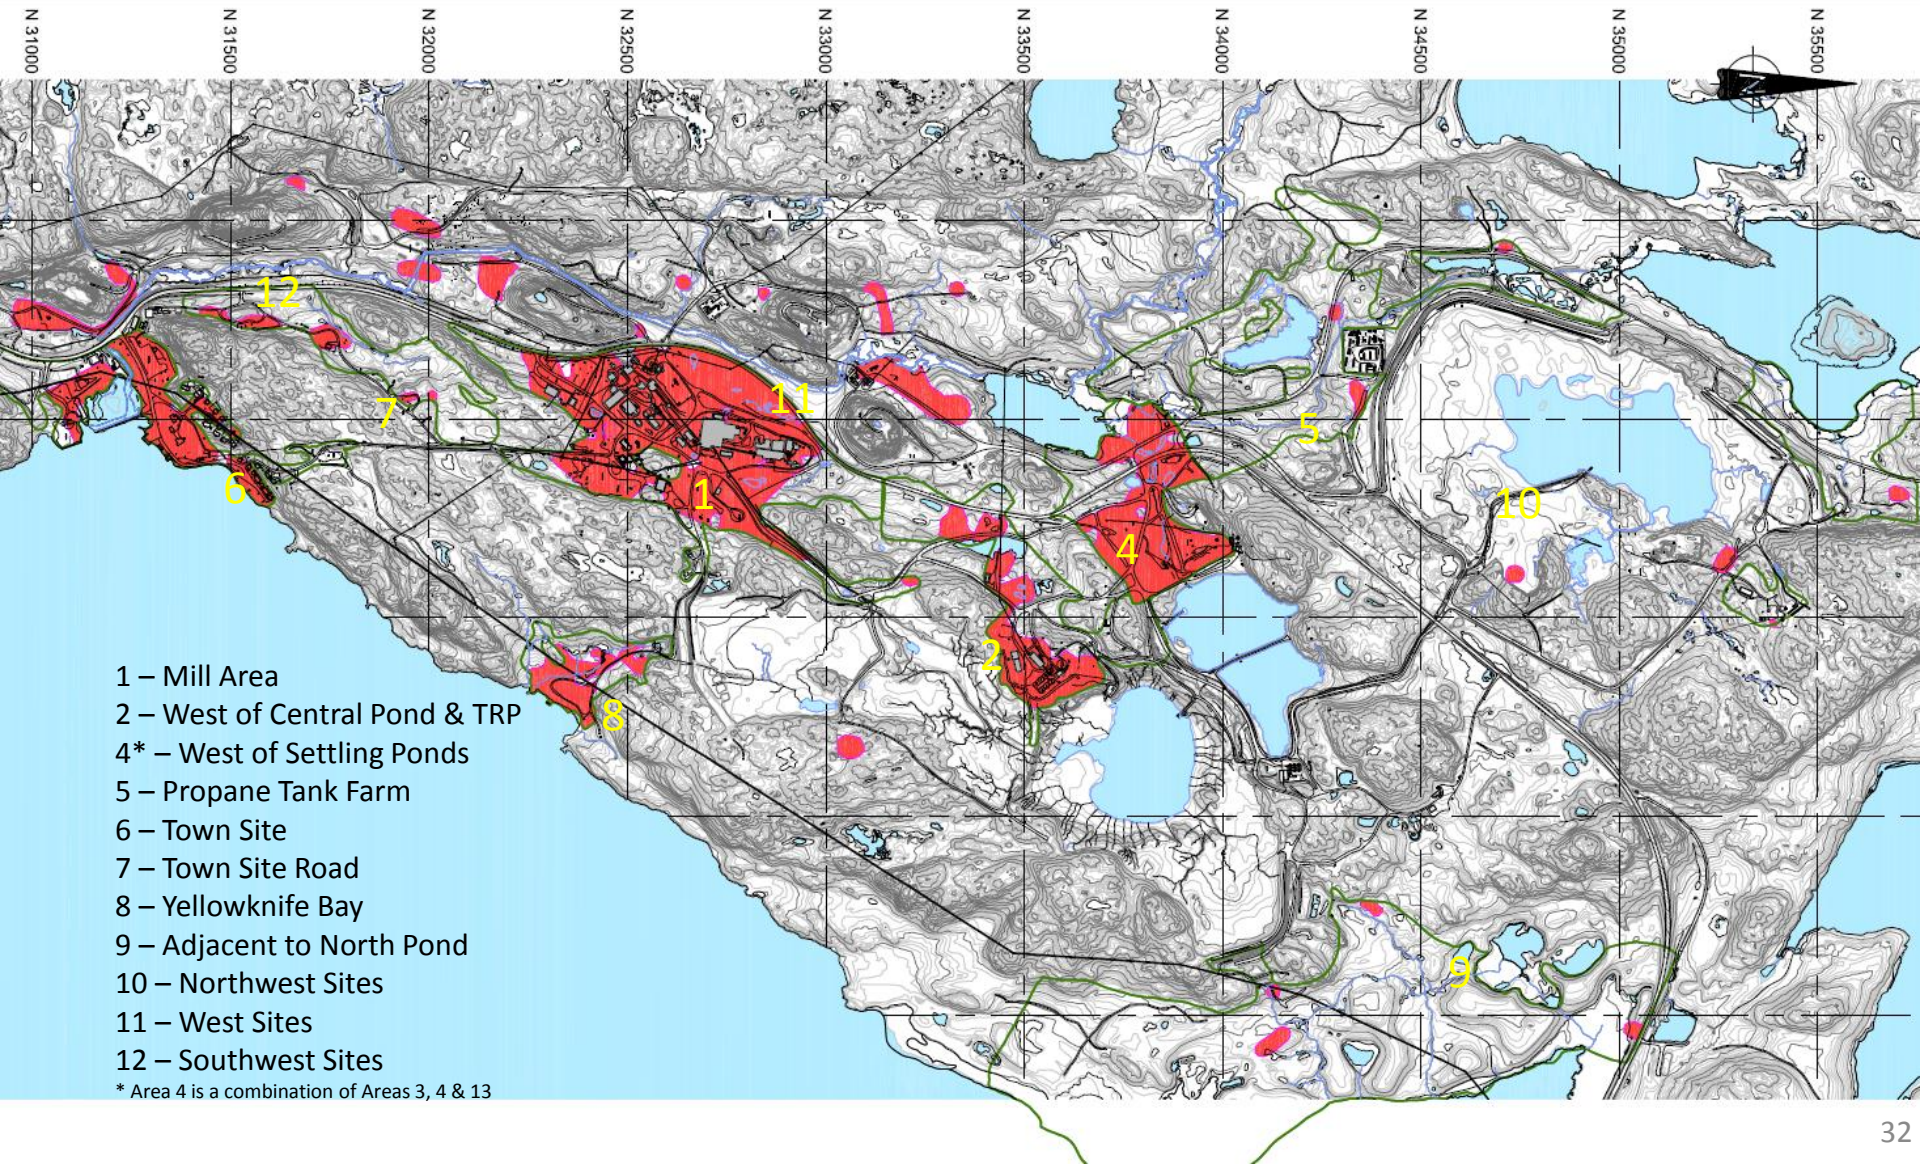 N 31000
N 31500
N 32000
N 32500
N 33000
N 33500
N 34000
N 34500
N 35000
N 35500
N
12
7
11
5
6
1
10
4
2
8
9
1 – Mill Area
2 – West of Central Pond & TRP
4* – West of Settling Ponds
5 – Propane Tank Farm
6 – Town Site
7 – Town Site Road
8 – Yellowknife Bay
9 – Adjacent to North Pond
10 – Northwest Sites
11 – West Sites
12 – Southwest Sites
* Area 4 is a combination of Areas 3, 4 & 13
32